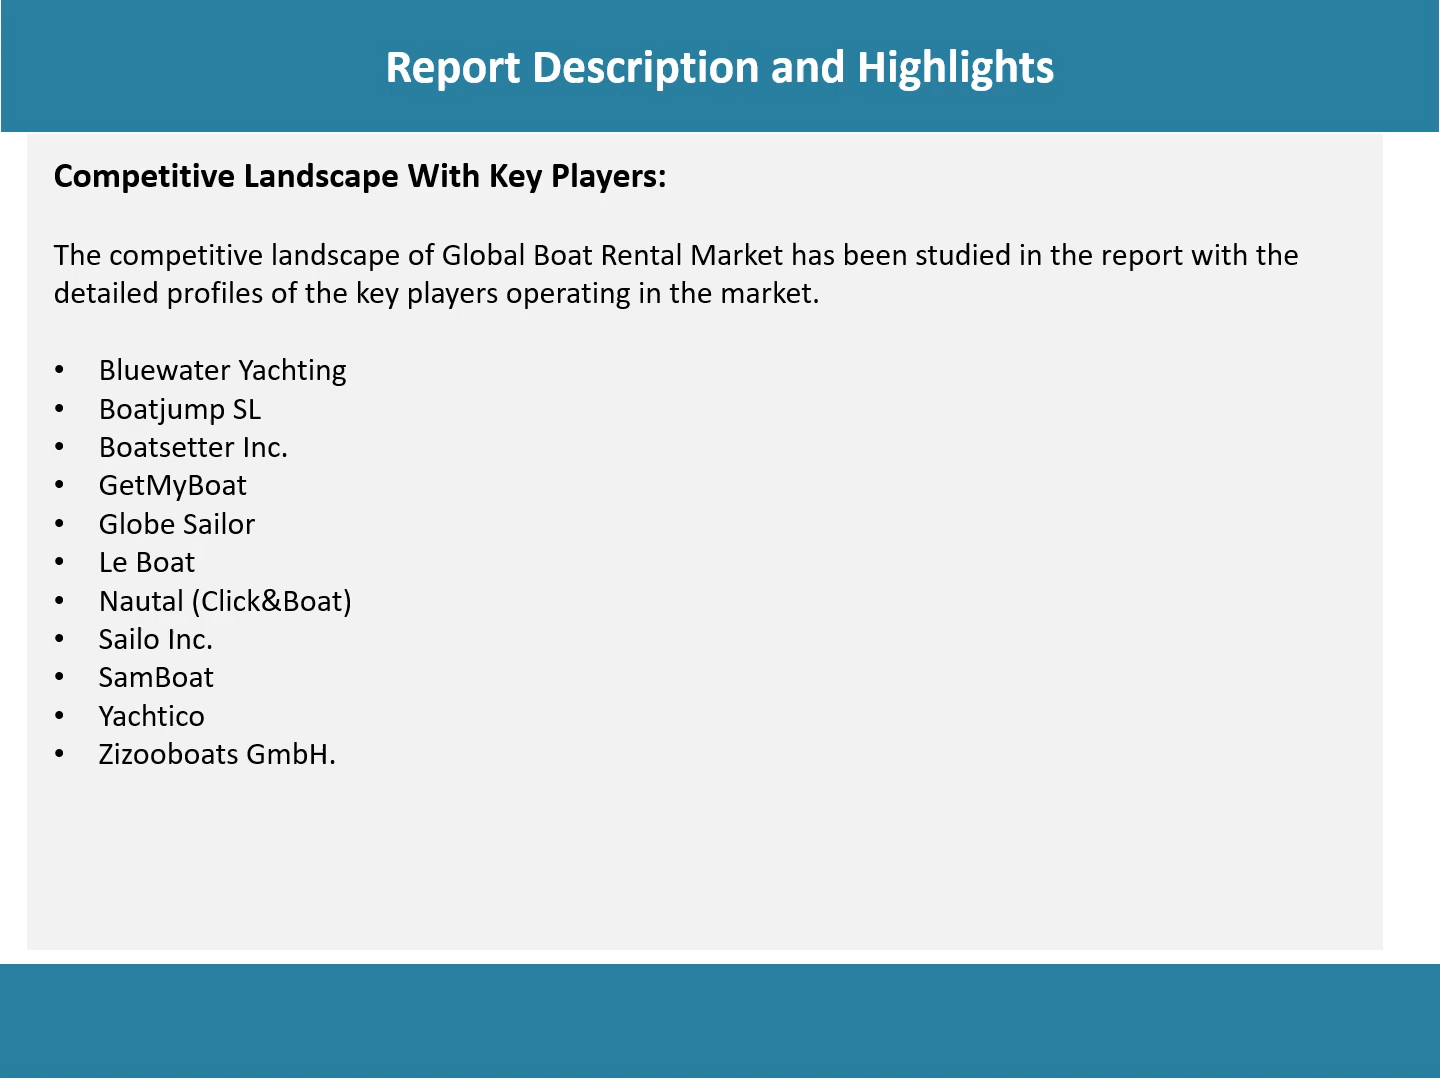 Report Description and Highlights
Competitive Landscape With Key Players:
The competitive landscape of Global Boat Rental Market has been studied in the report with the
detailed profiles of the key players operating in the market.
• Bluewater Yachting
• Boatjump SL
• Boatsetter Inc.
• GetMyBoat
• Globe Sailor
• Le Boat
• Nautal (Click&Boat)
• Sailo Inc.
• SamBoat
• Yachtico
• Zizooboats GmbH.